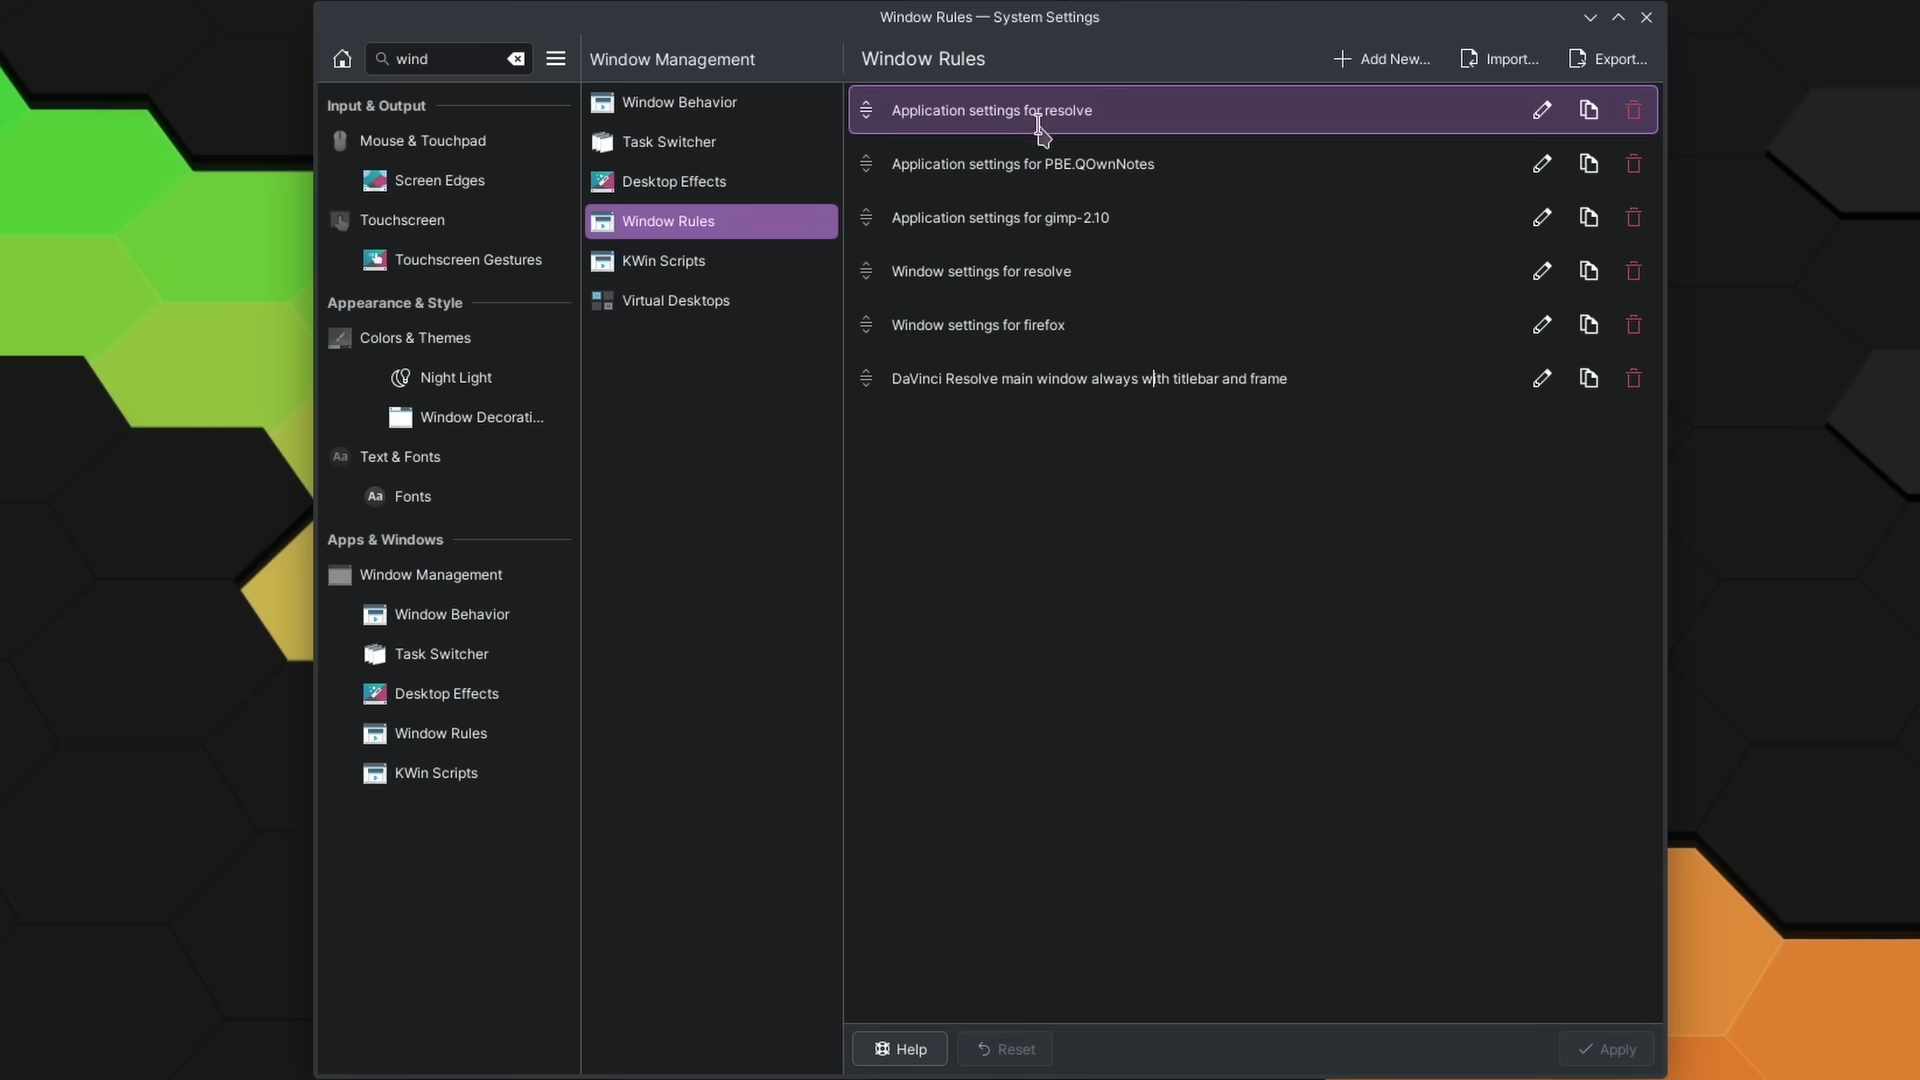 Window Rules — System Settings
wind
Window Management
Window Rules
Add New...
Import...
Export...
Input & Output
Mouse & Touchpad
Screen Edges
Touchscreen
Touchscreen Gestures
Appearance & Style
Colors & Themes
Night Light
Window Decorati...
Aa Text & Fonts
Aa Fonts
Apps & Windows
Window Management
Window Behavior
Task Switcher
Desktop Effects
Window Rules
KWin Scripts
Window Behavior
Task Switcher
Desktop Effects
Window Rules
KWin Scripts
Virtual Desktops
Application settings for resolve
Application settings for PBE.QOwnNotes
Application settings for gimp-2.10
Window settings for resolve
Window settings for firefox
DaVinci Resolve main window always with titlebar and frame
Help
Reset
Apply